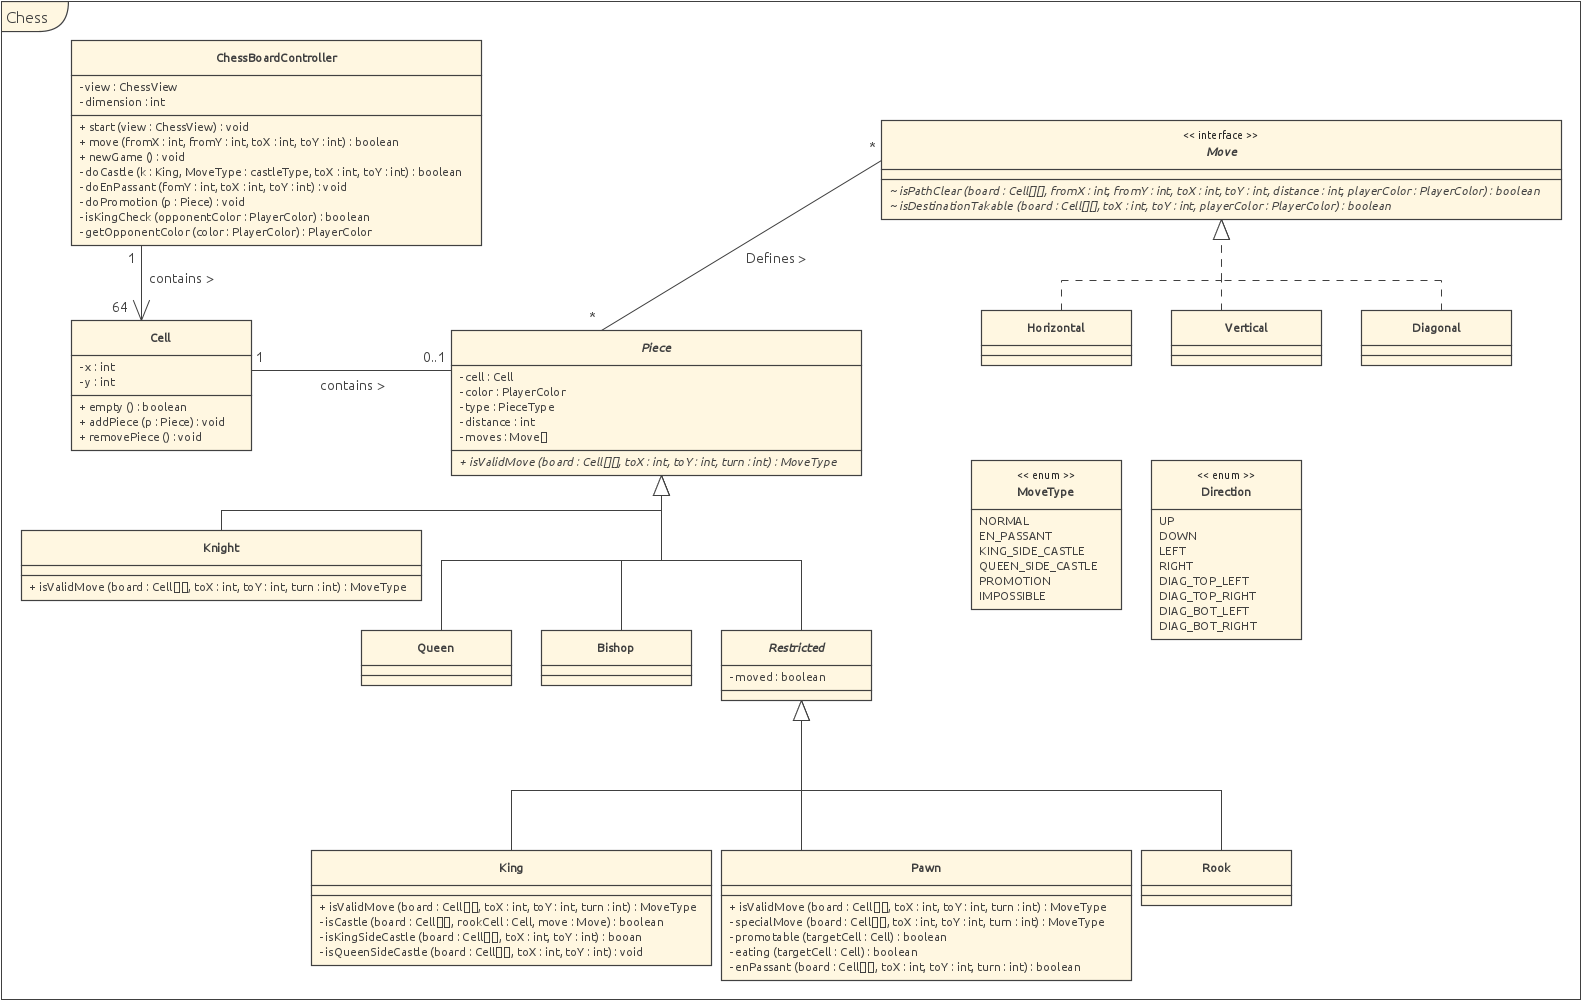 Chess
ChessBoardController
- view : ChessView
- dimension : int
+ start (view : ChessView) : void
+ move (fromX : int, fromY : int, toX : int, toY : int) : boolean
+ newGame () : void
- doCastle (k : King, MoveType : castleType, toX : int, toY : int) : boolean
- doEnPassant (fomY : int, toX : int, toY : int) : void
- doPromotion (p : Piece) : void
- isKingCheck (opponentColor : PlayerColor) : boolean
- getOpponentColor (color : PlayerColor) : PlayerColor
<< interface >>
Move
~ isPathClear (board : Cell[][], fromX : int, fromY : int, toX : int, toY : int, distance : int, playerColor : PlayerColor) : boolean
~ isDestinationTakable (board : Cell[][], toX : int, toY : int, playerColor : PlayerColor) : boolean
*
Defines >
*
1
contains >
64
Cell
- x : int
- y : int
+ empty () : boolean
+ addPiece (p : Piece) : void
+ removePiece () : void
1
0..1
contains >
Piece
- cell : Cell
- color : PlayerColor
- type : PieceType
- distance : int
- moves : Move[]
+ isValidMove (board : Cell[][], toX : int, toY : int, turn : int) : MoveType
Horizontal
Vertical
Diagonal
<< enum >>
MoveType
NORMAL
EN_PASSANT
KING_SIDE_CASTLE
QUEEN_SIDE_CASTLE
PROMOTION
IMPOSSIBLE
<< enum >>
Direction
UP
DOWN
LEFT
RIGHT
DIAG_TOP_LEFT
DIAG_TOP_RIGHT
DIAG_BOT_LEFT
DIAG_BOT_RIGHT
Knight
+ isValidMove (board : Cell[][], toX : int, toY : int, turn : int) : MoveType
Queen
Bishop
Restricted
- moved : boolean
King
+ isValidMove (board : Cell[][], toX : int, toY : int, turn : int) : MoveType
- isCastle (board : Cell[][], rookCell : Cell, move : Move) : boolean
- isKingSideCastle (board : Cell[][], toX : int, toY : int) : booan
- isQueenSideCastle (board : Cell[][], toX : int, toY : int) : void
Pawn
+ isValidMove (board : Cell[][], toX : int, toY : int, turn : int) : MoveType
- specialMove (board : Cell[][], toX : int, toY : int, turn : int) : MoveType
- promotable (targetCell : Cell) : boolean
- eating (targetCell : Cell) : boolean
- enPassant (board : Cell[][], toX : int, toY : int, turn : int) : boolean
Rook